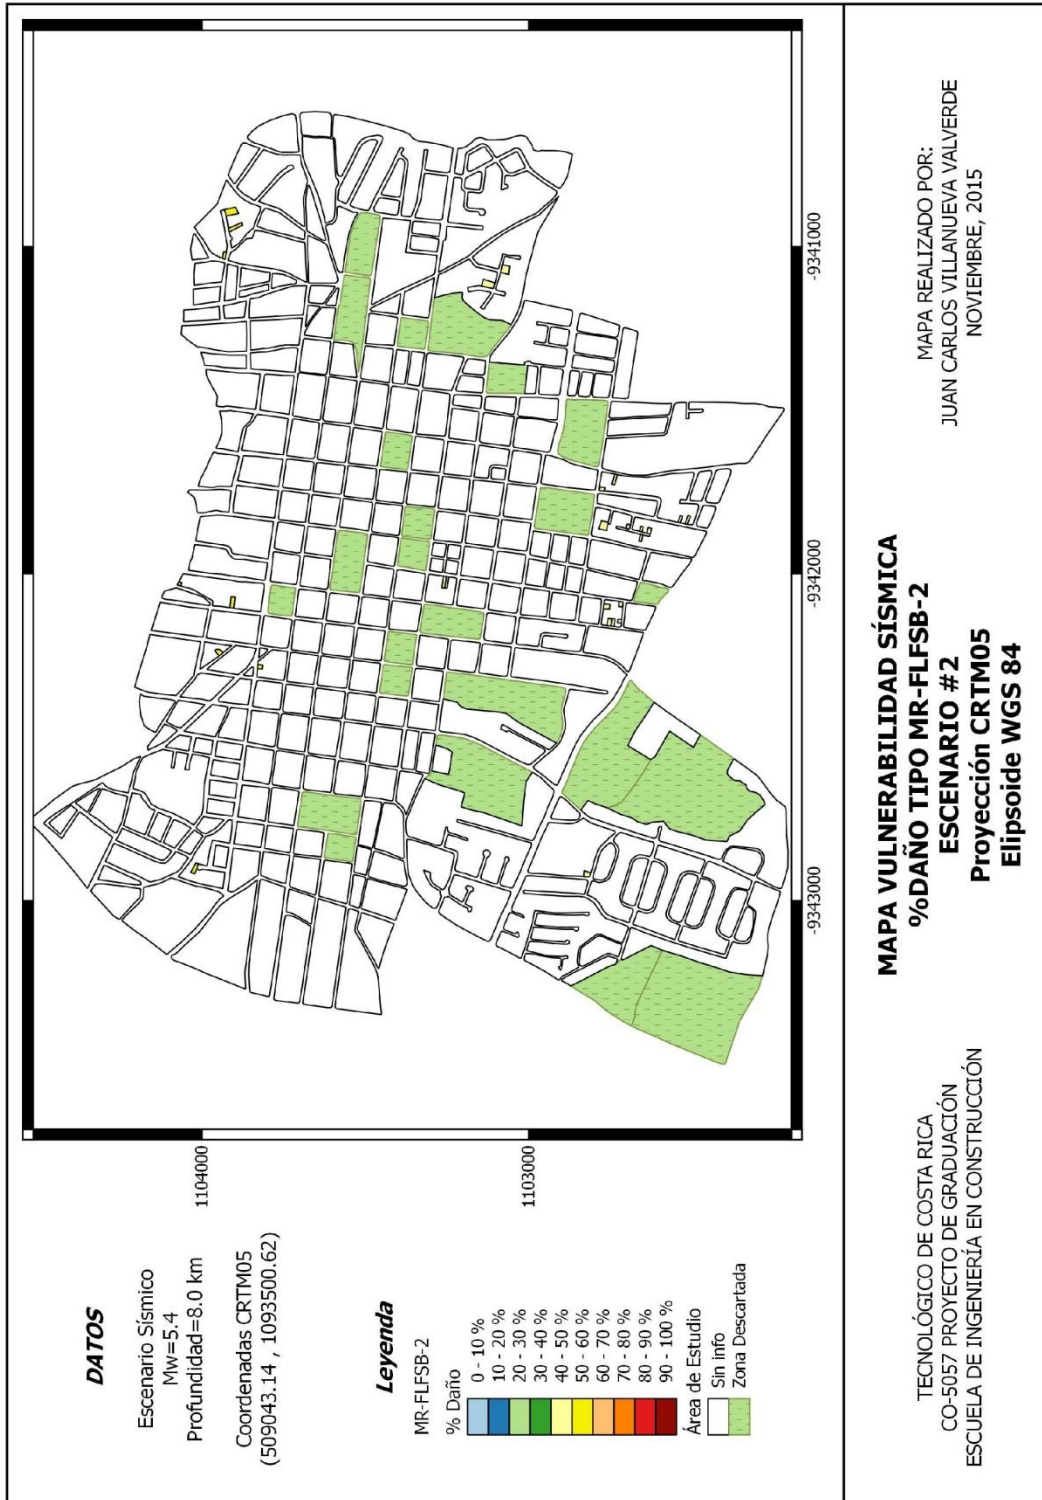 DATOS
Escenario Sísmico
Mw=5.4
Profundidad=8.0 km
Coordenadas CRTM05
(509043.14 , 1093500.62)
Leyenda
MR-FLFSB-2
% Daño
0 - 10 %
10 - 20 %
20 - 30 %
30 - 40 %
40 - 50 %
50 - 60 %
60 - 70 %
70 - 80 %
80 - 90 %
90 - 100 %
Área de Estudio
Sin info
Zona Descartada
1104000
1103000
-9343000
-9342000
-9341000
TECNOLÓGICO DE COSTA RICA
CO-5057 PROYECTO DE GRADUACIÓN
ESCUELA DE INGENIERÍA EN CONSTRUCCIÓN
MAPA VULNERABILIDAD SÍSMICA
%DAÑO TIPO MR-FLFSB-2
ESCENARIO #2
Proyección CRTM05
Elipsoide WGS 84
MAPA REALIZADO POR:
JUAN CARLOS VILLANUEVA VALVERDE
NOVIEMBRE, 2015